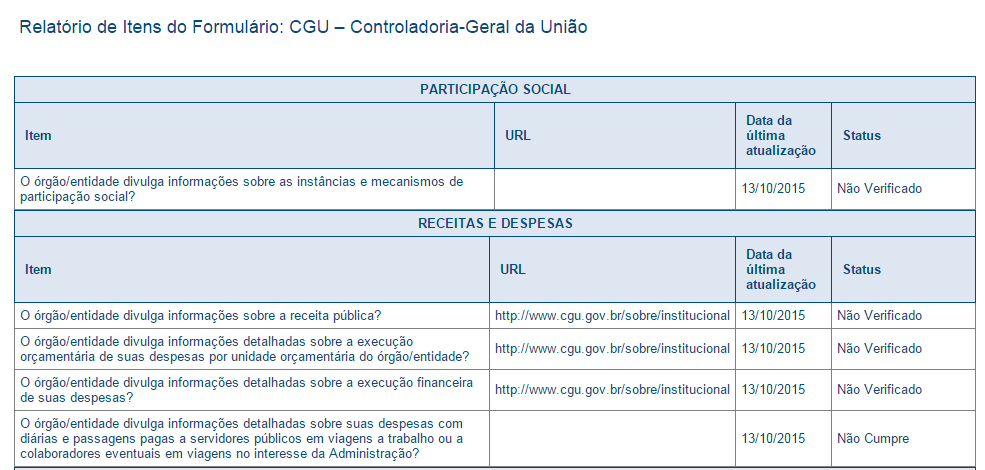 Relatório de Itens do Formulário: CGU – Controladoria-Geral da União
PARTICIPAÇÃO SOCIAL
Item URL Data da última atualização Status
O órgão/entidade divulga informações sobre as instâncias e mecanismos de
participação social? 13/10/2015 Não Verificado
RECEITAS E DESPESAS
Item URL Data da última atualização Status
O órgão/entidade divulga informações sobre a receita pública? http://www.cgu.gov.br/sobre/institucional 13/10/2015 Não Verificado
O órgão/entidade divulga informações detalhadas sobre a execução
orçamentária de suas despesas por unidade orçamentária do órgão/entidade? http://www.cgu.gov.br/sobre/institucional 13/10/2015 Não Verificado
O órgão/entidade divulga informações detalhadas sobre a execução financeira
de suas despesas? http://www.cgu.gov.br/sobre/institucional 13/10/2015 Não Verificado
O órgão/entidade divulga informações detalhadas sobre suas despesas com
diárias e passagens pagas a servidores públicos em viagens a trabalho ou a
colaboradores eventuais em viagens no interesse da Administração? 13/10/2015 Não Cumpre